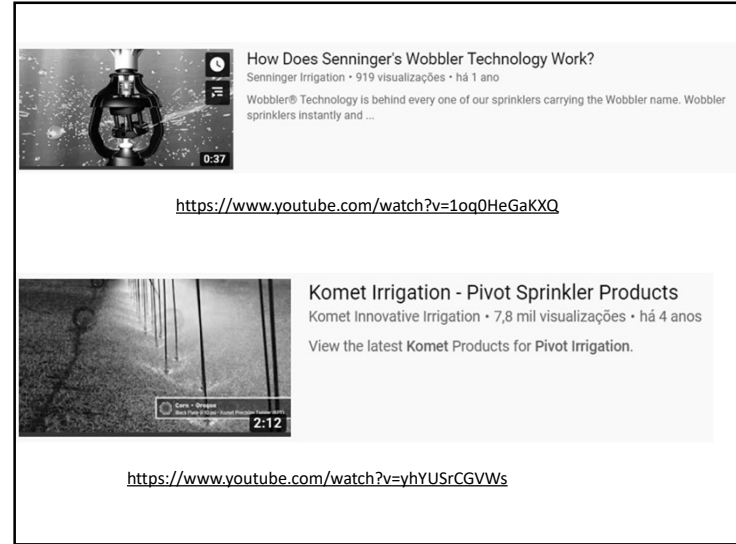 How Does Senninger's Wobbler Technology Work?
Senninger Irrigation • 919 visualizações • há 1 ano
Wobbler® Technology is behind every one of our sprinklers carrying the Wobbler name. Wobbler
sprinklers instantly and ...
0:37
https://www.youtube.com/watch?v=1oq0HeGaKXQ
Komet Irrigation - Pivot Sprinkler Products
Komet Innovative Irrigation • 7,8 mil visualizações • há 4 anos
View the latest Komet Products for Pivot Irrigation.
2:12
https://www.youtube.com/watch?v=yhYUSrCGVWs